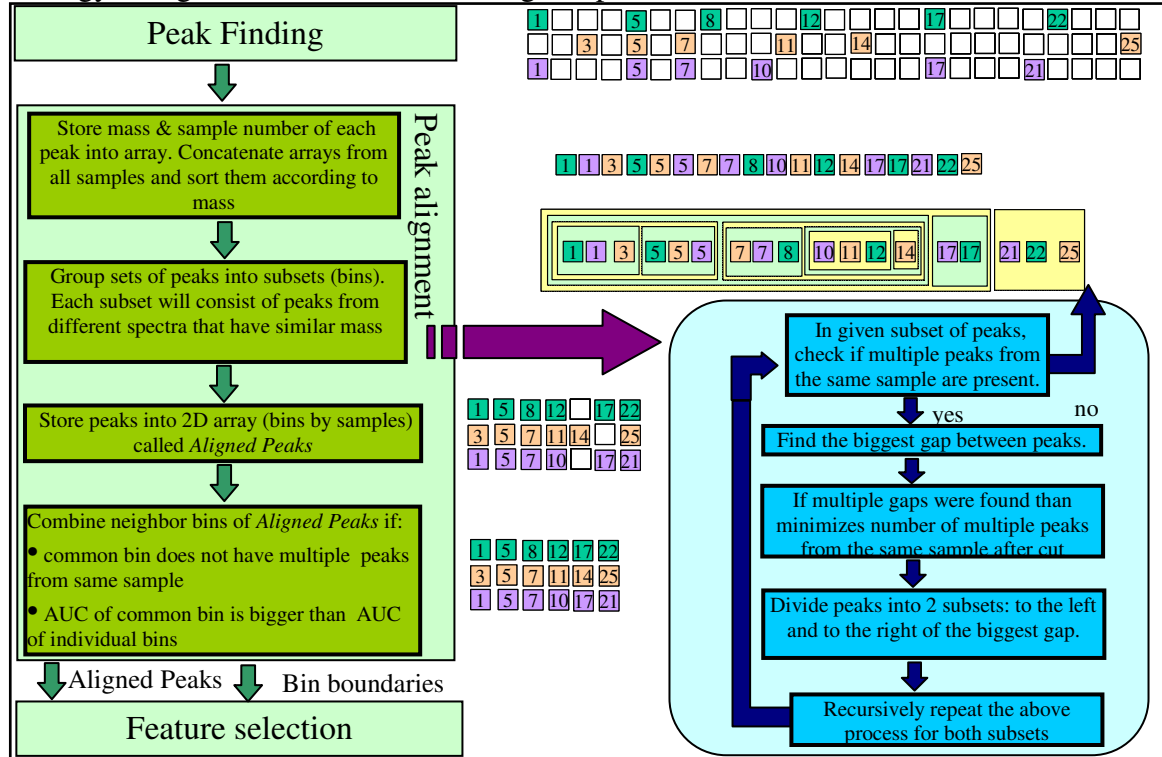 Peak Finding
Store mass & sample number of each
peak into array. Concatenate arrays from
all samples and sort them according to
mass
Group sets of peaks into subsets (bins).
Each subset will consist of peaks from
different spectra that have similar mass
Store peaks into 2D array (bins by samples)
called Aligned Peaks
Combine neighbor bins of Aligned Peaks if:
• common bin does not have multiple peaks
from same sample
• AUC of common bin is bigger than AUC
of individual bins
Peak alignment
Aligned Peaks
Bin boundaries
Feature selection
1 5 8 12 17 22
3 5 7 11 14 25
1 5 7 10 17 21
1 1 3 5 5 5 7 7 8 10 11 12 14 17 17 21 22 25
1 1 3 5 5 5 7 7 8 10 11 12 14 17 17 21 22 25
1 5 8 12 17 22
3 5 7 11 14 25
1 5 7 10 17 21
1 5 8 12 17 22
3 5 7 11 14 25
1 5 7 10 17 21
In given subset of peaks,
check if multiple peaks from
the same sample are present.
yes
no
Find the biggest gap between peaks.
If multiple gaps were found than
minimizes number of multiple peaks
from the same sample after cut
Divide peaks into 2 subsets: to the left
and to the right of the biggest gap.
Recursively repeat the above
process for both subsets